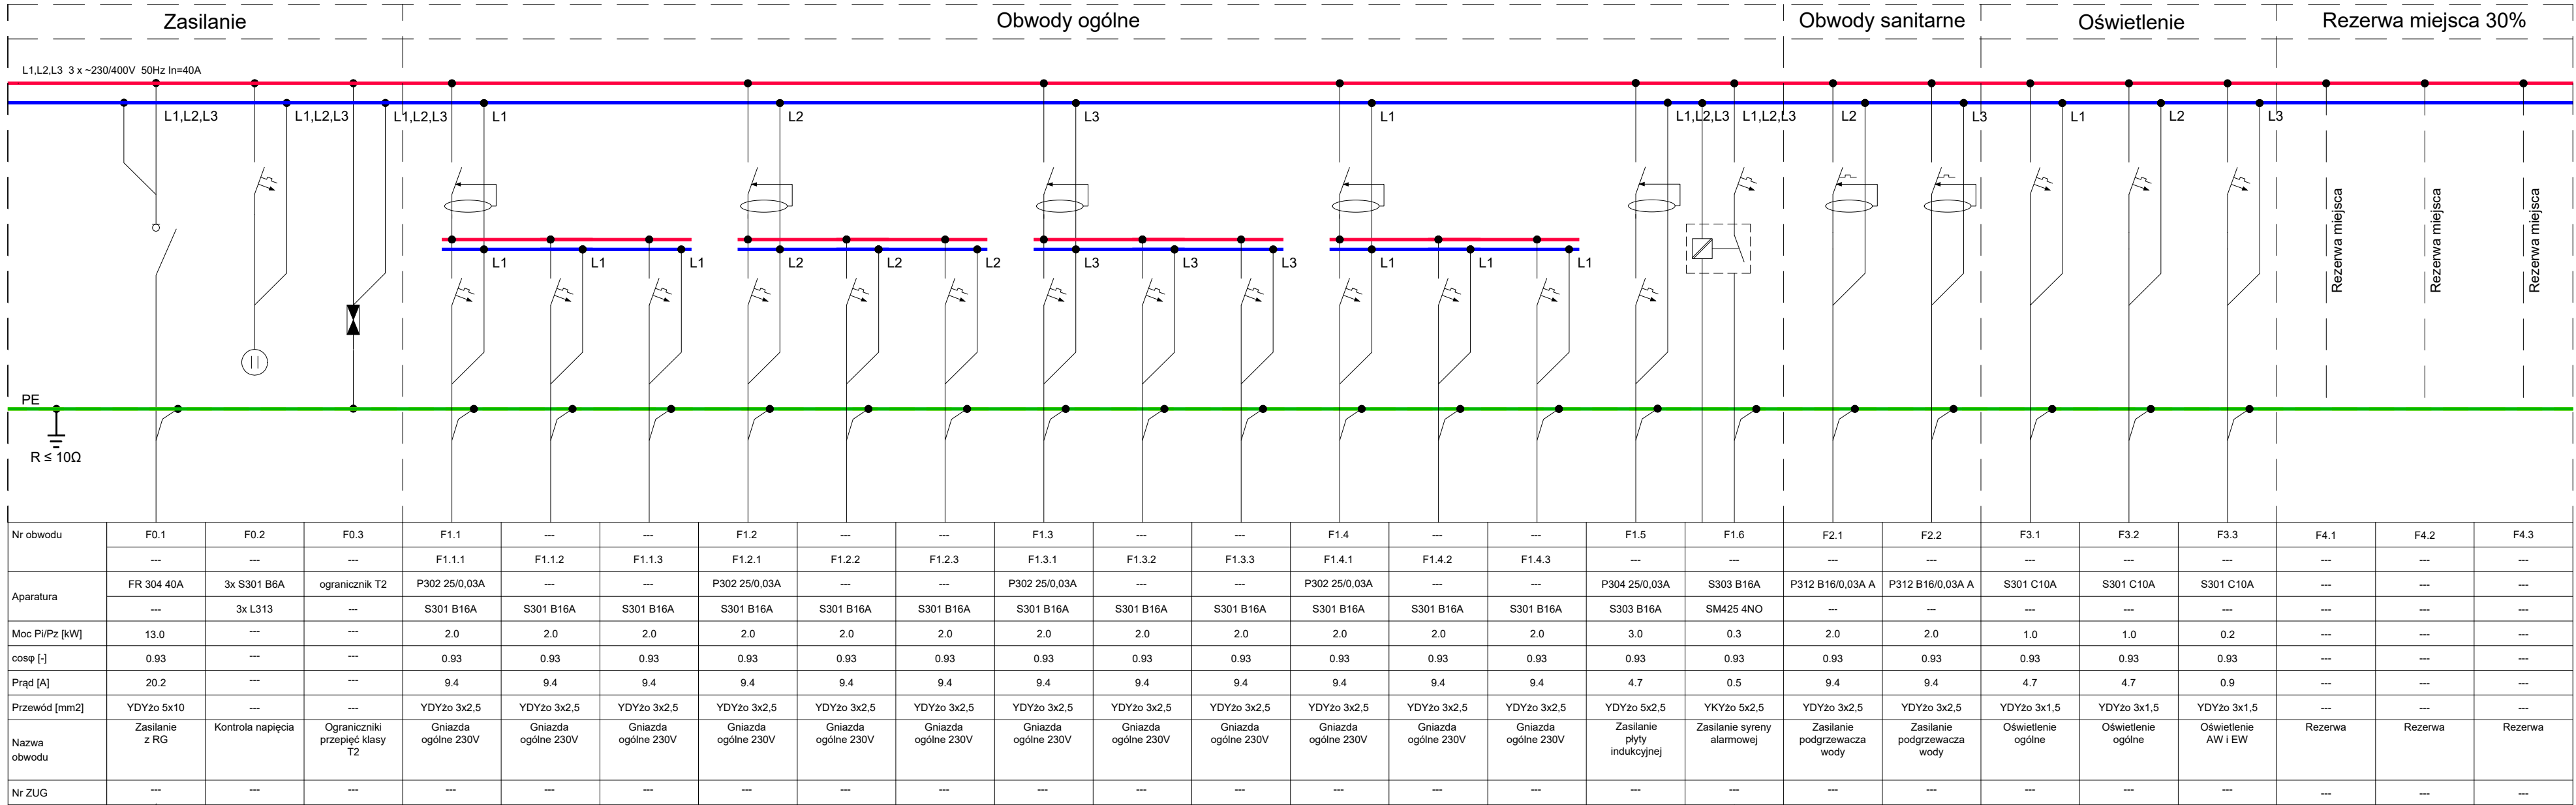 Zasilanie
Obwody ogólne
Obwody sanitarne
Oświetlenie
Rezerwa miejsca 30%
L1,L2,L3 3 x ~230/400V 50Hz In=40A
L1,L2,L3 L1,L2,L3 L1,L2,L3 L1 L2 L3 L1 L1,L2,L3 L1,L2,L3 L2 L3 L1 L2 L3
Rezerwa miejsca
Rezerwa miejsca
Rezerwa miejsca
L1 L1 L1 L2 L2 L2 L3 L3 L3 L1 L1 L1
PE
R ≤ 10Ω
Nr obwodu F0.1 F0.2 F0.3 F1.1 --- --- F1.2 --- --- F1.3 --- --- F1.4 --- --- F1.5 F1.6 F2.1 F2.2 F3.1 F3.2 F3.3 F4.1 F4.2 F4.3
--- --- --- F1.1.1 F1.1.2 F1.1.3 F1.2.1 F1.2.2 F1.2.3 F1.3.1 F1.3.2 F1.3.3 F1.4.1 F1.4.2 F1.4.3 --- --- --- --- --- --- --- --- --- ---
Aparatura FR 304 40A 3x S301 B6A ogranicznik T2 P302 25/0,03A --- --- P302 25/0,03A --- --- P302 25/0,03A --- --- P302 25/0,03A --- --- P304 25/0,03A S303 B16A P312 B16/0,03A A P312 B16/0,03A A S301 C10A S301 C10A S301 C10A --- --- ---
--- 3x L313 --- S301 B16A S301 B16A S301 B16A S301 B16A S301 B16A S301 B16A S301 B16A S301 B16A S301 B16A S301 B16A S301 B16A S301 B16A S303 B16A SM425 4NO --- --- --- --- --- --- --- ---
Moc Pi/Pz [kW] 13.0 --- --- 2.0 2.0 2.0 2.0 2.0 2.0 2.0 2.0 2.0 2.0 2.0 2.0 3.0 0.3 2.0 2.0 1.0 1.0 0.2 --- --- ---
cosφ [-] 0.93 --- --- 0.93 0.93 0.93 0.93 0.93 0.93 0.93 0.93 0.93 0.93 0.93 0.93 0.93 0.93 0.93 0.93 0.93 0.93 0.93 --- --- ---
Prąd [A] 20.2 --- --- 9.4 9.4 9.4 9.4 9.4 9.4 9.4 9.4 9.4 9.4 9.4 9.4 4.7 0.5 9.4 9.4 4.7 4.7 0.9 --- --- ---
Przewód [mm2] YDYżo 5x10 --- --- YDYżo 3x2,5 YDYżo 3x2,5 YDYżo 3x2,5 YDYżo 3x2,5 YDYżo 3x2,5 YDYżo 3x2,5 YDYżo 3x2,5 YDYżo 3x2,5 YDYżo 3x2,5 YDYżo 3x2,5 YDYżo 3x2,5 YDYżo 3x2,5 YDYżo 5x2,5 YKYżo 5x2,5 YDYżo 3x2,5 YDYżo 3x2,5 YDYżo 3x1,5 YDYżo 3x1,5 YDYżo 3x1,5 --- --- ---
Nazwa
obwodu
Zasilanie
z RG
Kontrola napięcia
Ograniczniki
przepięć klasy
T2
Gniazda
ogólne 230V
Gniazda
ogólne 230V
Gniazda
ogólne 230V
Gniazda
ogólne 230V
Gniazda
ogólne 230V
Gniazda
ogólne 230V
Gniazda
ogólne 230V
Gniazda
ogólne 230V
Gniazda
ogólne 230V
Gniazda
ogólne 230V
Gniazda
ogólne 230V
Gniazda
ogólne 230V
Zasilanie
płyty
indukcyjnej
Zasilanie syreny
alarmowej
Zasilanie
podgrzewacza
wody
Zasilanie
podgrzewacza
wody
Oświetlenie
ogólne
Oświetlenie
ogólne
Oświetlenie
AW i EW
Rezerwa
Rezerwa
Rezerwa
Nr ZUG --- --- --- --- --- --- --- --- --- --- --- --- --- --- --- --- --- --- --- --- --- --- --- --- ---